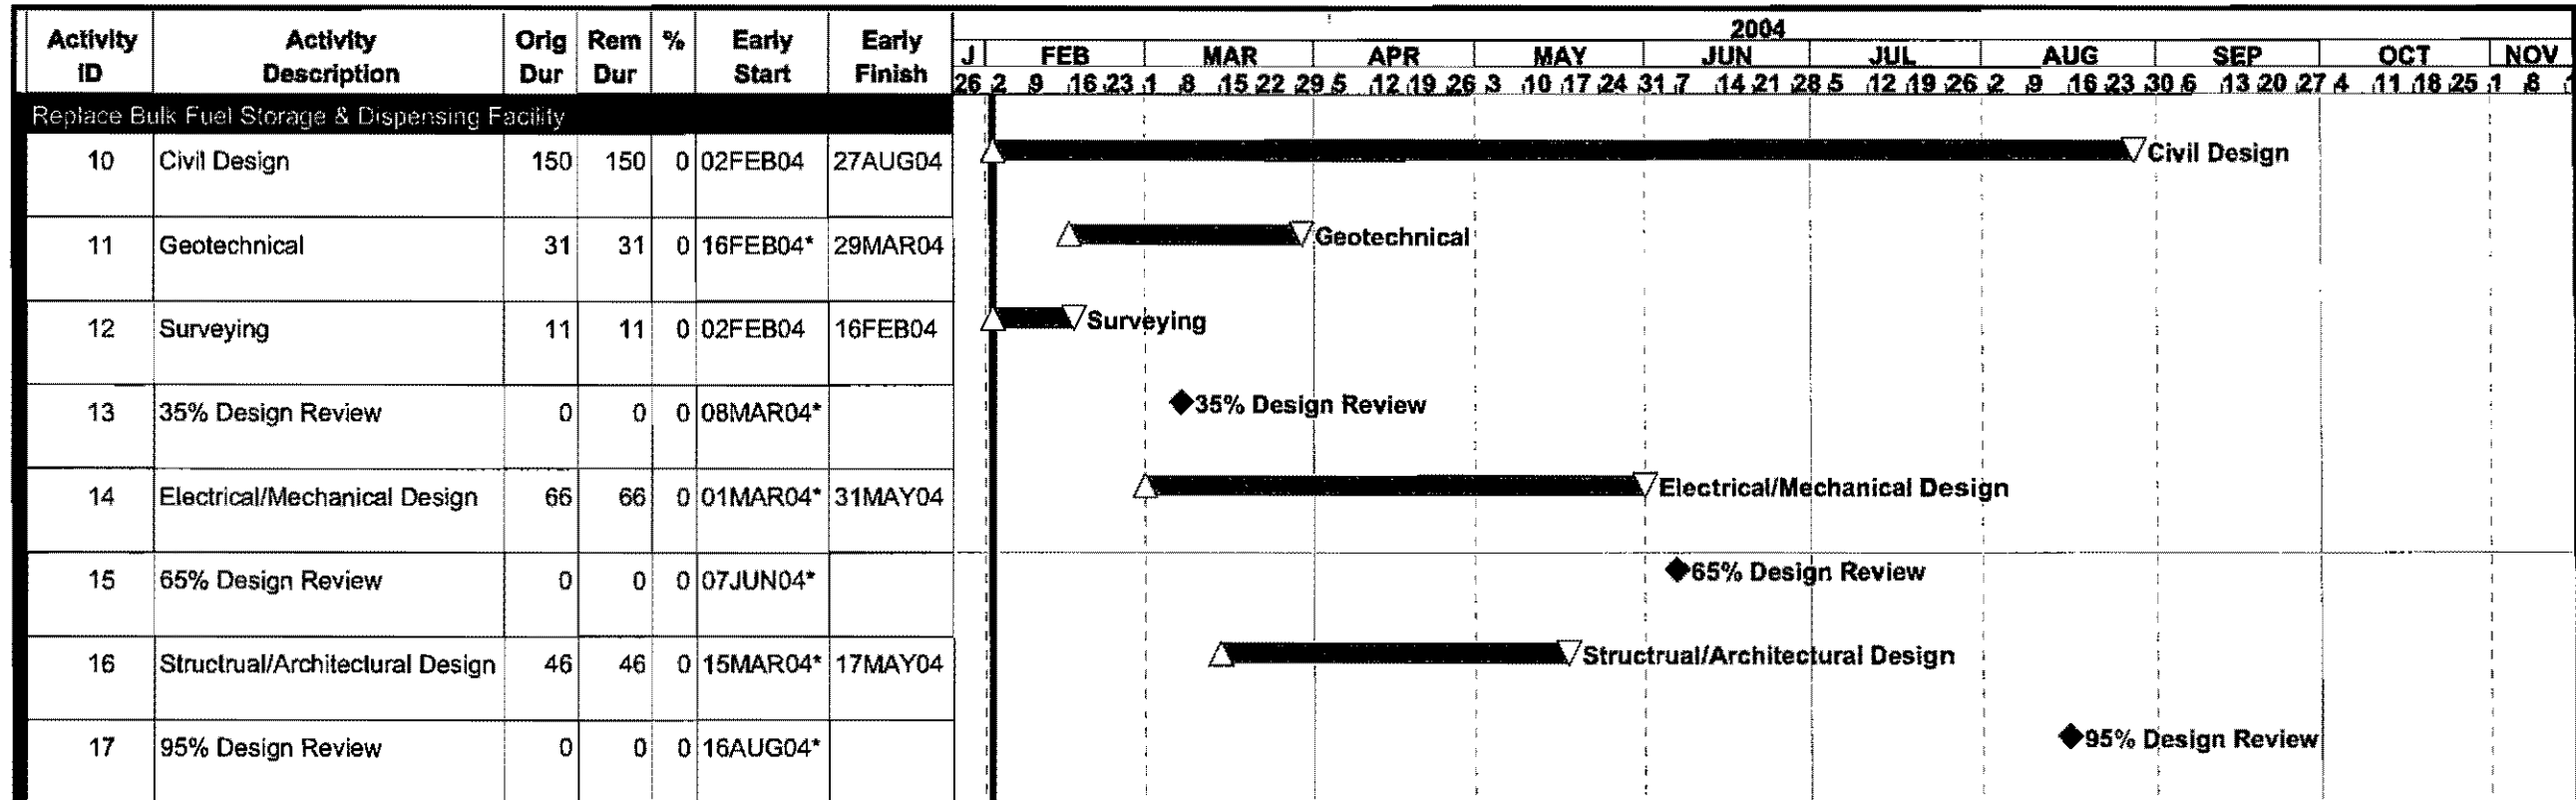 Activity ID Activity Description Orig Dur Rem Dur % Early Start Early Finish
2004
J FEB MAR APR MAY JUN JUL AUG SEP OCT NOV
26 2 9 16 23 1 8 15 22 29 5 12 19 26 3 10 17 24 31 7 14 21 28 5 12 19 26 2 9 16 23 30 6 13 20 27 4 11 18 25 1 8
Replace Bulk Fuel Storage & Dispensing Facility
10 Civil Design 150 150 0 02FEB04 27AUG04 Civil Design
11 Geotechnical 31 31 0 16FEB04* 29MAR04 Geotechnical
12 Surveying 11 11 0 02FEB04 16FEB04 Surveying
13 35% Design Review 0 0 0 08MAR04* 35% Design Review
14 Electrical/Mechanical Design 66 66 0 01MAR04* 31MAY04 Electrical/Mechanical Design
15 65% Design Review 0 0 0 07JUN04* 65% Design Review
16 Structrual/Architectural Design 46 46 0 15MAR04* 17MAY04 Structrual/Architectural Design
17 95% Design Review 0 0 0 16AUG04* 95% Design Review